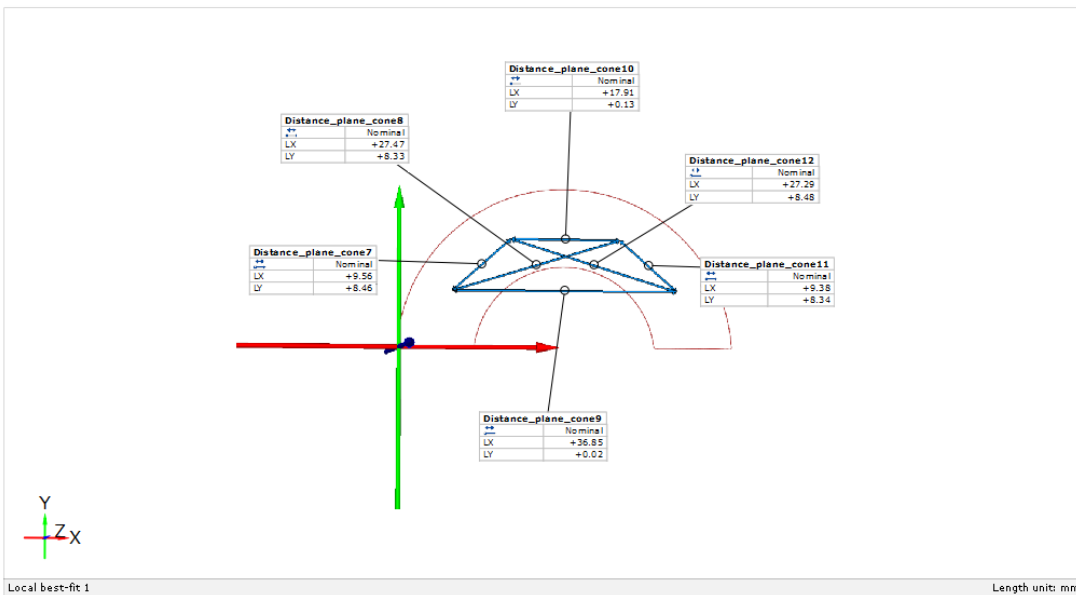 Distance_plane_cone10
Nominal
LX +17.91
LY +0.13
Distance_plane_cone8
Nominal
LX +27.47
LY +8.33
Distance_plane_cone12
Nominal
LX +27.29
LY +8.48
Distance_plane_cone7
Nominal
LX +9.56
LY +8.46
Distance_plane_cone11
Nominal
LX +9.38
LY +8.34
Distance_plane_cone9
Nominal
LX +36.85
LY +0.02
Y
Z X
Local best-fit 1
Length unit: mm